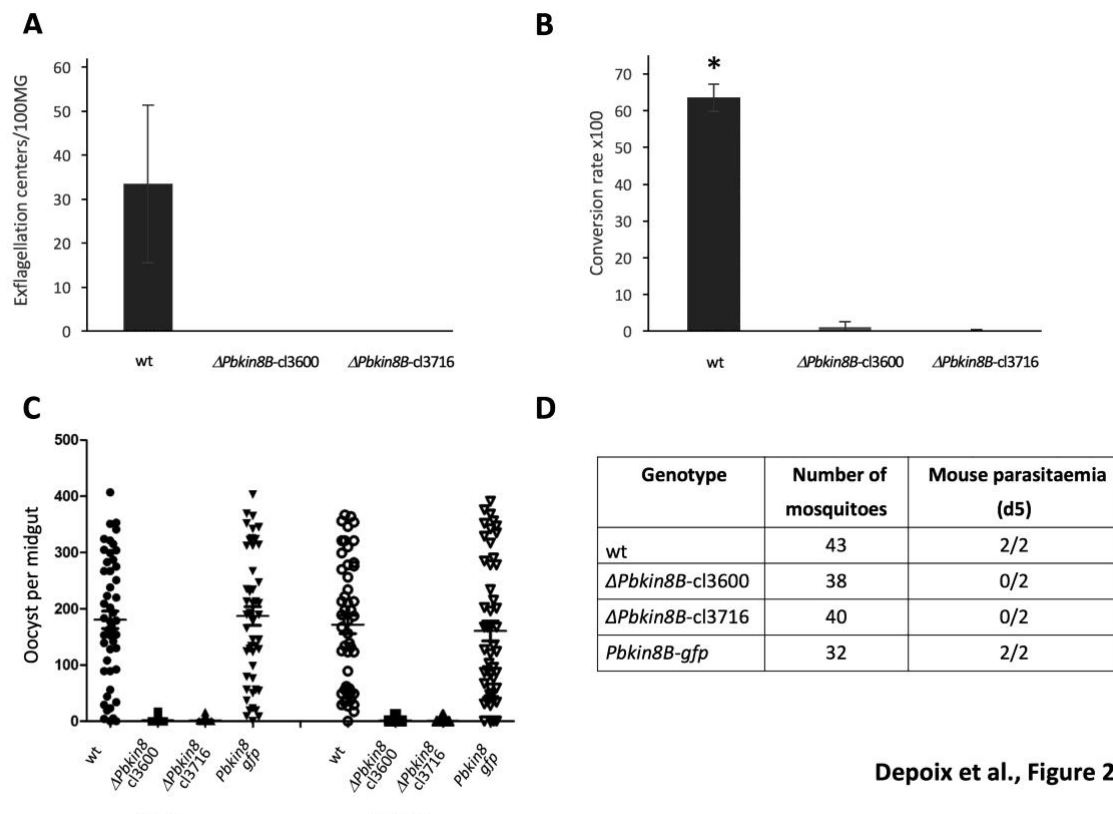 A
Exflagellation centers/100MG
60
50
40
30
20
10
0
wt
ΔPbkin8B-cl3600
ΔPbkin8B-cl3716
B
Conversion rate x100
70
60
50
40
30
20
10
0
*
wt
ΔPbkin8B-cl3600
ΔPbkin8B-cl3716
C
Oocyst per midgut
500
400
300
200
100
0
wt
ΔPbkin8
cl3600
ΔPbkin8
cl3716
Pbkin8
gfp
wt
ΔPbkin8
cl3600
ΔPbkin8
cl3716
Pbkin8
gfp
D
Genotype
Number of
mosquitoes
Mouse parasitaemia
(d5)
wt 43 2/2
ΔPbkin8B-cl3600 38 0/2
ΔPbkin8B-cl3716 40 0/2
Pbkin8B-gfp 32 2/2
Depoix et al., Figure 2